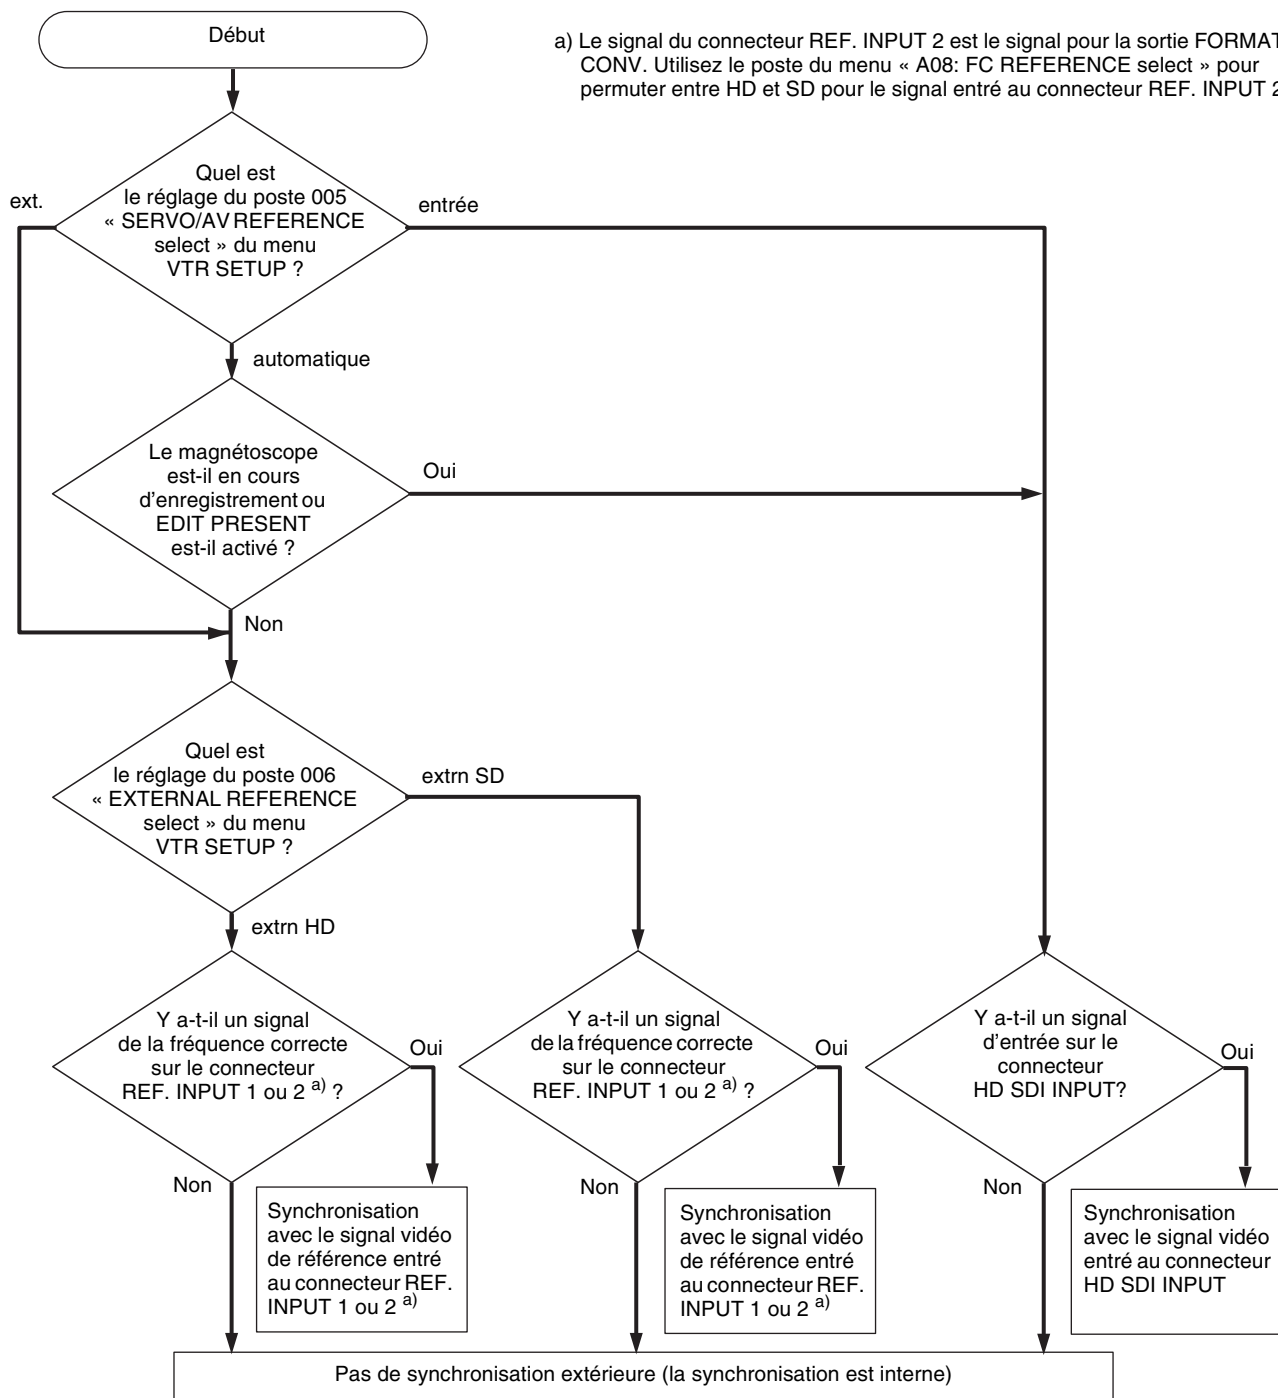 Début
a) Le signal du connecteur REF. INPUT 2 est le signal pour la sortie FORMAT
CONV. Utilisez le poste du menu « A08: FC REFERENCE select » pour
permuter entre HD et SD pour le signal entré au connecteur REF. INPUT 2
Quel est
le réglage du poste 005
« SERVO/AV REFERENCE
select » du menu
VTR SETUP ?
ext.
entrée
automatique
Le magnétoscope
est-il en cours
d'enregistrement ou
EDIT PRESENT
est-il activé ?
Oui
Non
Quel est
le réglage du poste 006
« EXTERNAL REFERENCE
select » du menu
VTR SETUP ?
extrn SD
extrn HD
Y a-t-il un signal
de la fréquence correcte
sur le connecteur
REF. INPUT 1 ou 2 a) ?
Oui
Non
Synchronisation
avec le signal vidéo
de référence entré
au connecteur REF.
INPUT 1 ou 2 a)
Y a-t-il un signal
de la fréquence correcte
sur le connecteur
REF. INPUT 1 ou 2 a) ?
Oui
Non
Synchronisation
avec le signal vidéo
de référence entré
au connecteur REF.
INPUT 1 ou 2 a)
Y a-t-il un signal
d'entrée sur le
connecteur
HD SDI INPUT?
Oui
Non
Synchronisation
avec le signal vidéo
entré au connecteur
HD SDI INPUT
Pas de synchronisation extérieure (la synchronisation est interne)